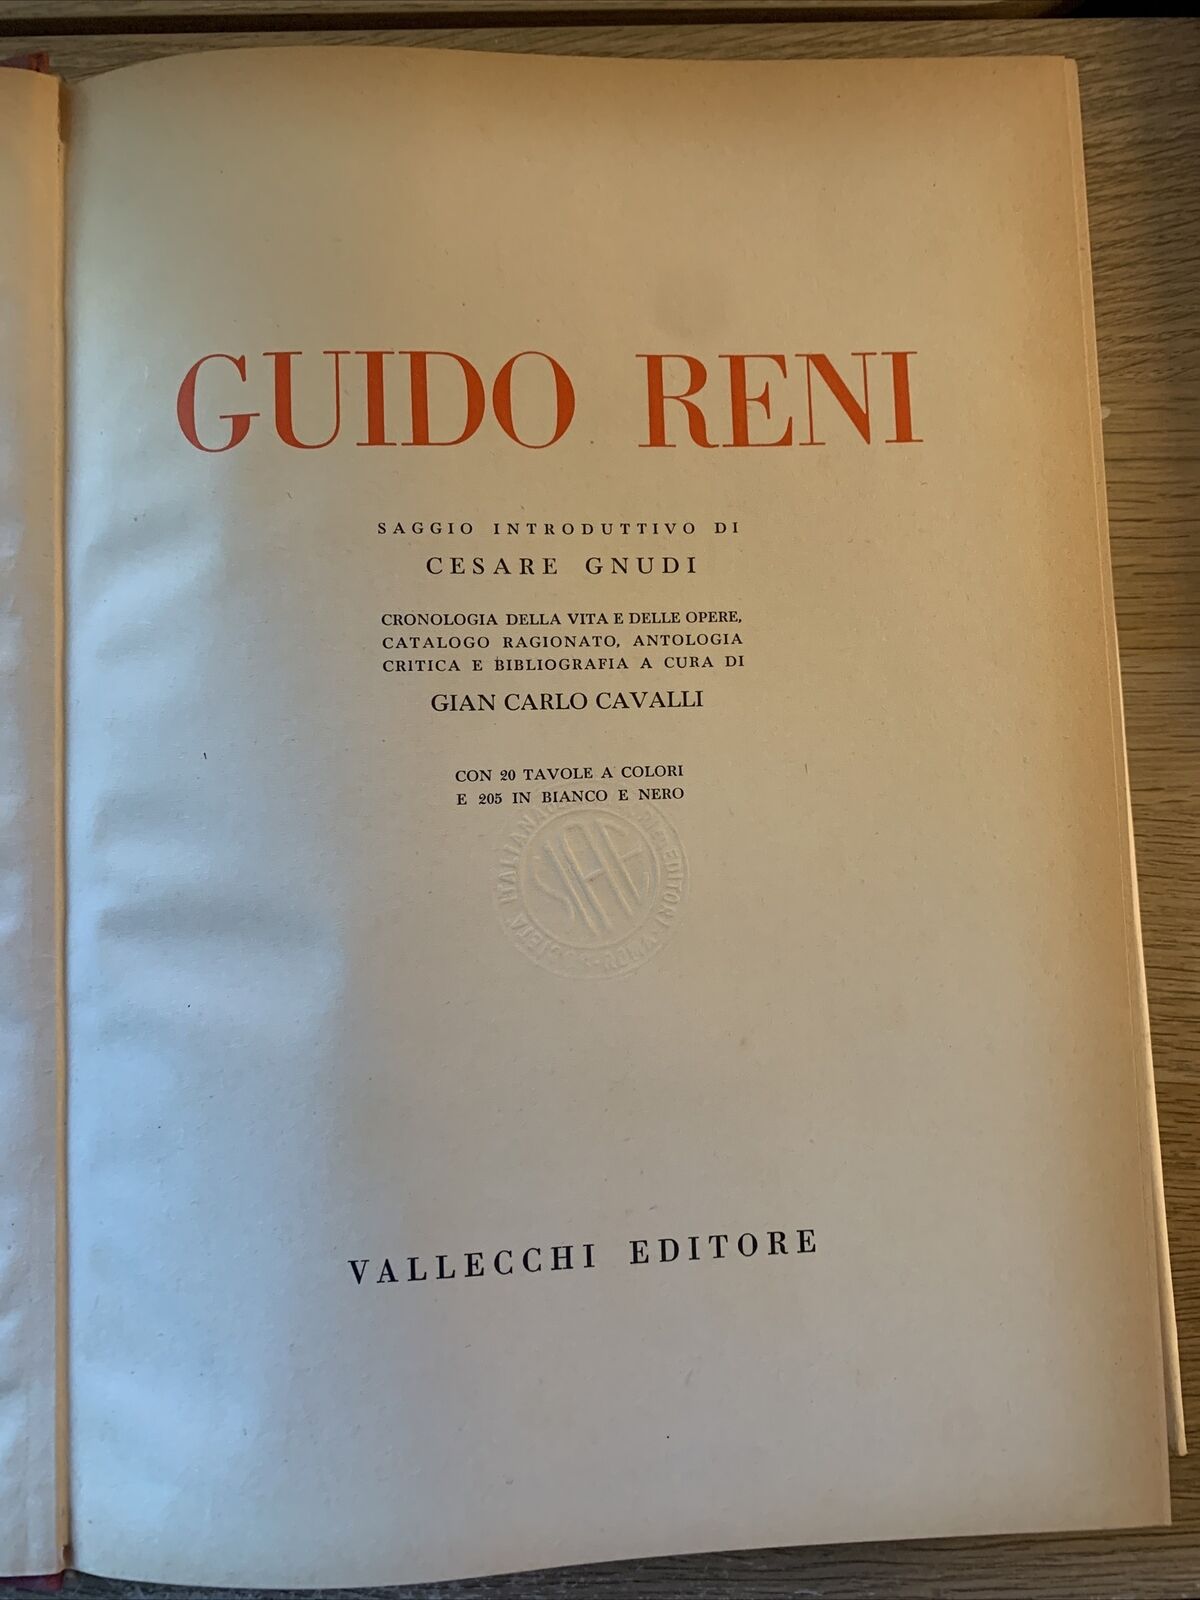 GUIDO RENI
SAGGIO INTRODUTTIVO DI
CESARE GNUDI
CRONOLOGIA DELLA VITA E DELLE OPERE,
CATALOGO RAGIONATO, ANTOLOGIA
CRITICA E BIBLIOGRAFIA A CURA DI
GIAN CARLO CAVALLI
CON 20 TAVOLE A COLORI
E 205 IN BIANCO E NERO
SIAE
VALLECCHI EDITORE